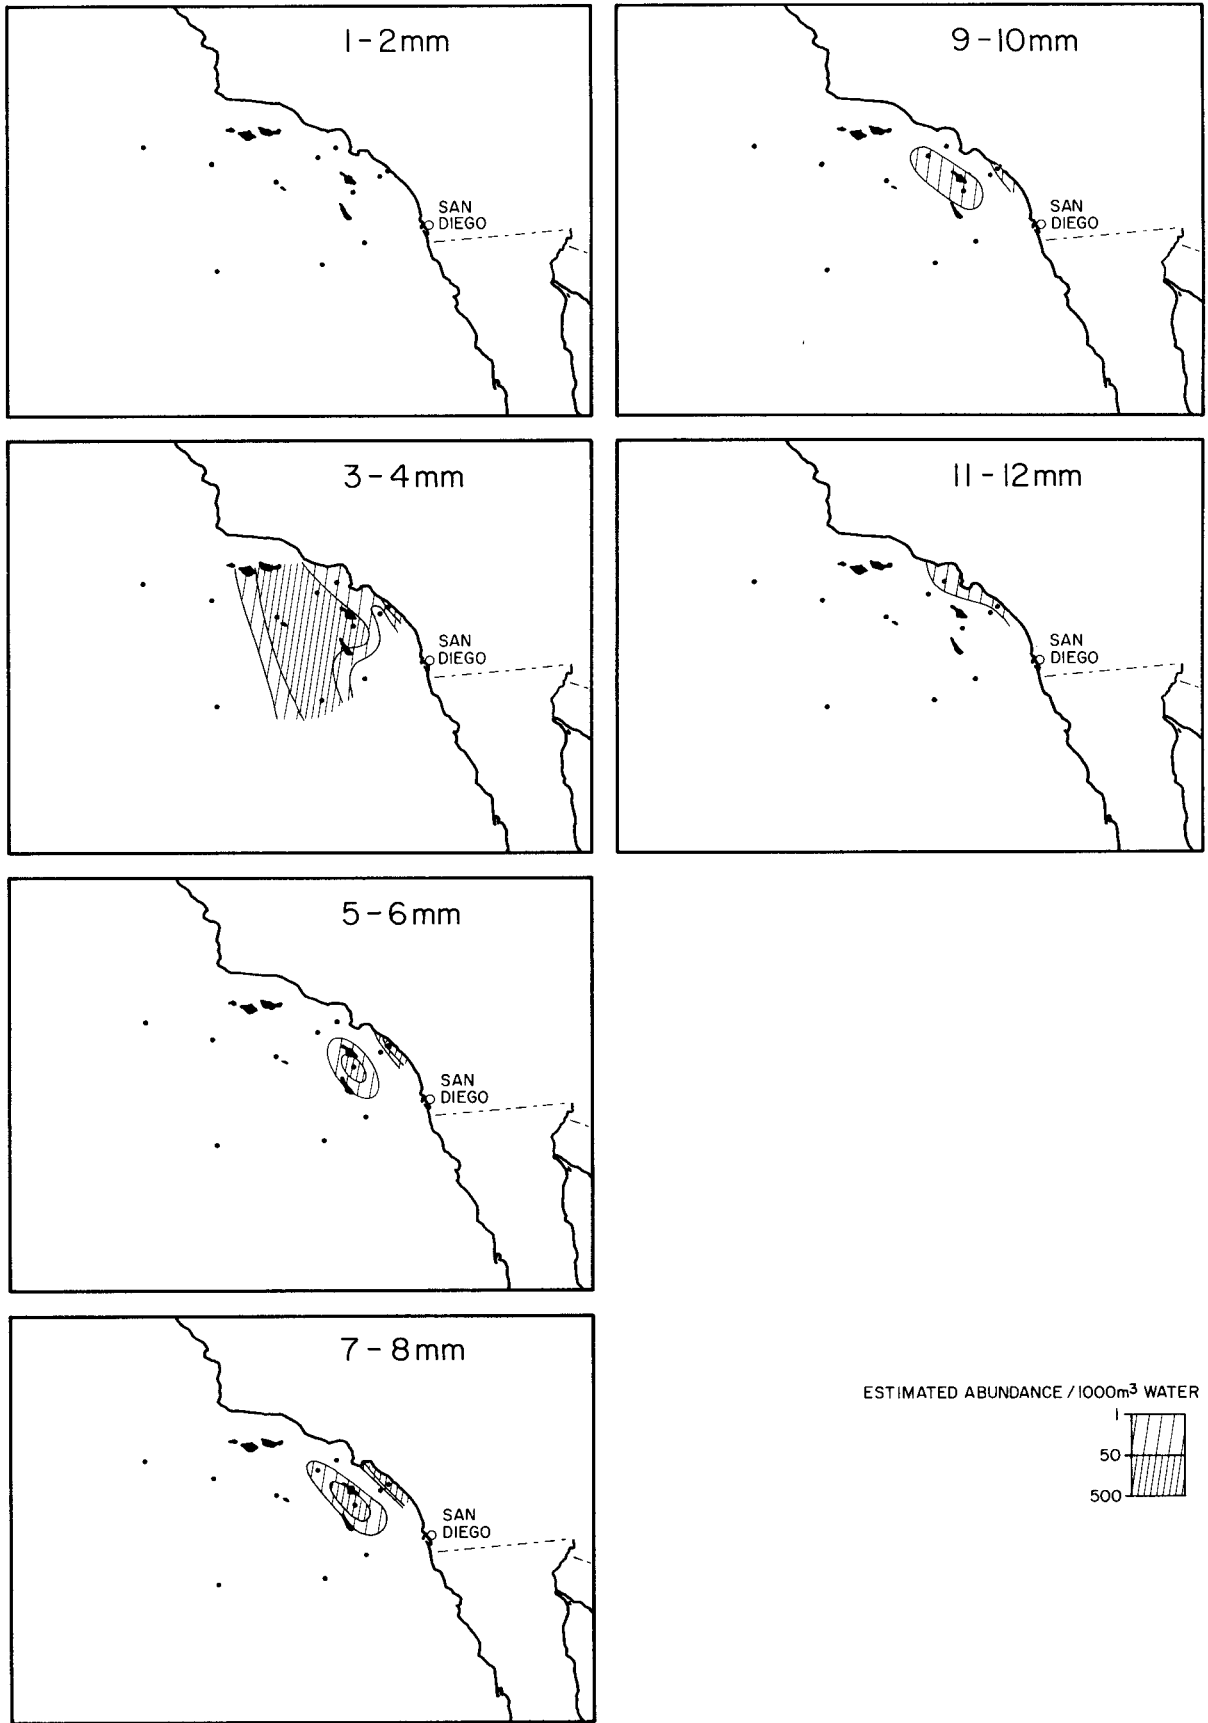 1-2mm
SAN
DIEGO
3-4mm
SAN
DIEGO
5-6mm
SAN
DIEGO
7-8mm
SAN
DIEGO
9-10mm
SAN
DIEGO
11-12mm
SAN
DIEGO
ESTIMATED ABUNDANCE/1000m³ WATER
1
50
500